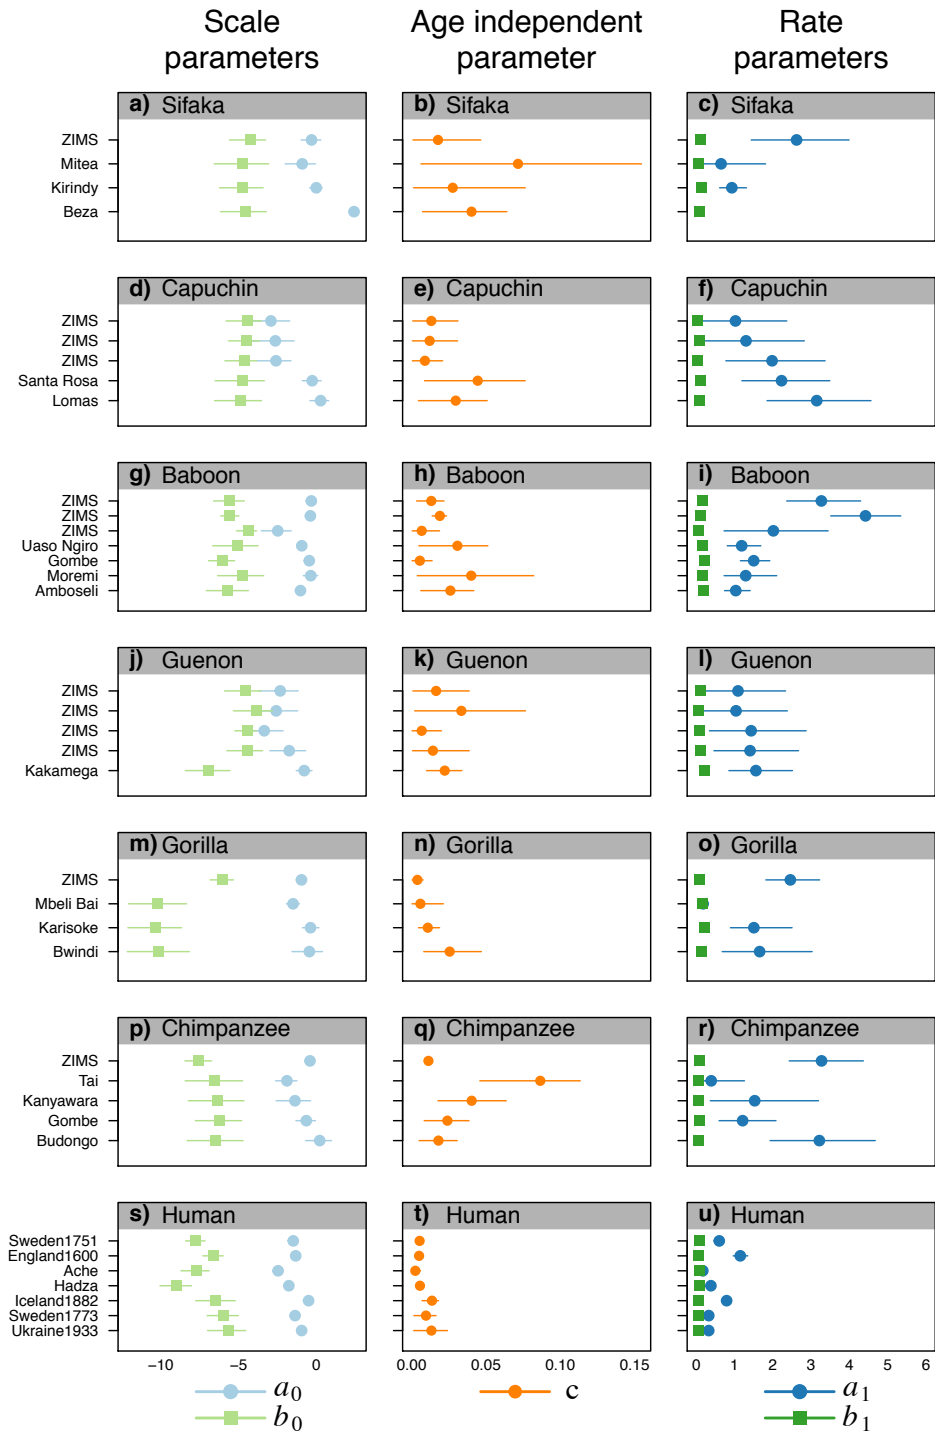 Scale parameters
Age independent parameter
Rate parameters
a) Sifaka
b) Sifaka
c) Sifaka
ZIMS
Mitea
Kirindy
Beza
d) Capuchin
e) Capuchin
f) Capuchin
ZIMS
ZIMS
ZIMS
Santa Rosa
Lomas
g) Baboon
h) Baboon
i) Baboon
ZIMS
ZIMS
ZIMS
Uaso Ngiro
Gombe
Moremi
Amboseli
j) Guenon
k) Guenon
l) Guenon
ZIMS
ZIMS
ZIMS
ZIMS
Kakamega
m) Gorilla
n) Gorilla
o) Gorilla
ZIMS
Mbeli Bai
Karisoke
Bwindi
p) Chimpanzee
q) Chimpanzee
r) Chimpanzee
ZIMS
Tai
Kanyawara
Gombe
Budongo
s) Human
t) Human
u) Human
Sweden1751
England1600
Ache
Hadza
Iceland1882
Sweden1773
Ukraine1933
−10 −5 0
0.00 0.05 0.10 0.15
0 1 2 3 4 5 6
a0
b0
c
a1
b1